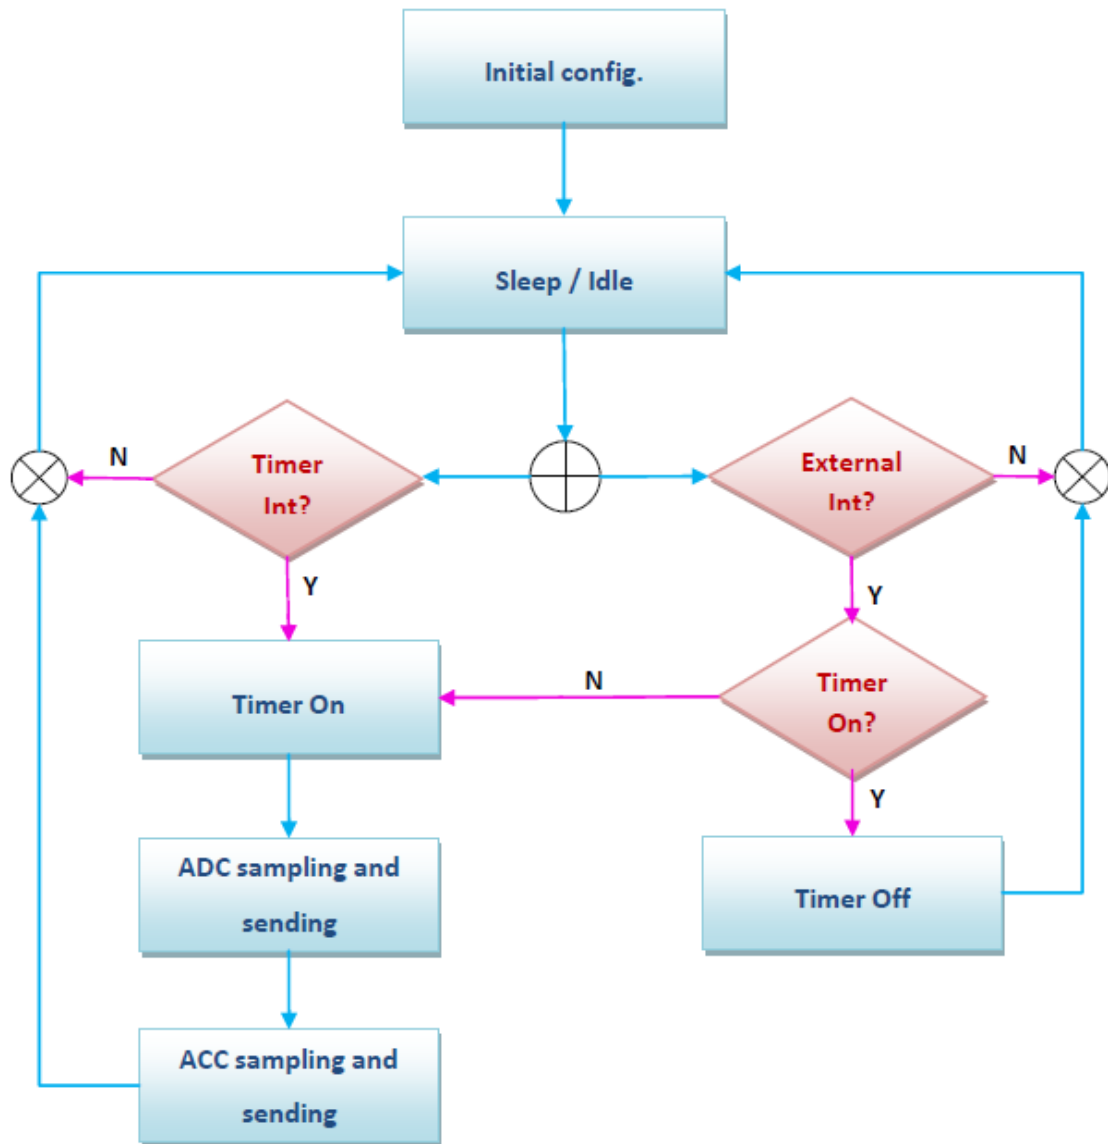 Initial config.
Sleep / Idle
N
Timer
Int?
External
Int?
N
Y
Y
Timer On
N
Timer
On?
Y
ADC sampling and
sending
Timer Off
ACC sampling and
sending